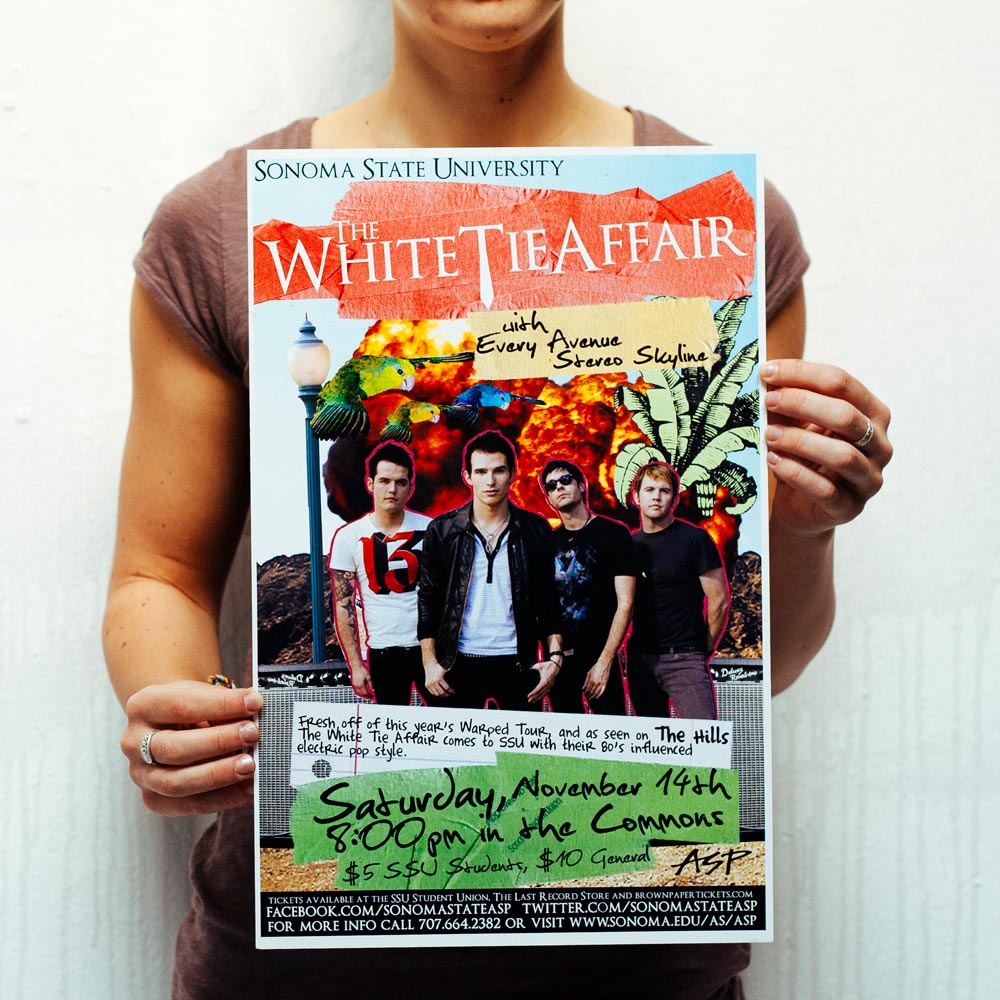 SONOMA STATE UNIVERSITY
THE
WHITE TIE AFFAIR
with
Every Avenue
Stereo Skyline
13
Fresh off of this year's Warped Tour, and as seen on The Hills
The White Tie Affair comes to SSU with their 80's influenced
electric pop style.
Saturday, November 14th
8:00pm in the Commons
$5 SSU Students, $10 General
ASP
TICKETS AVAILABLE AT THE SSU STUDENT UNION, THE LAST RECORD STORE AND BROWNPAPERTICKETS.COM
FACEBOOK.COM/SONOMASTATEASP TWITTER.COM/SONOMASTATEASP
FOR MORE INFO CALL 707.664.2382 OR VISIT WWW.SONOMA.EDU/AS/ASP